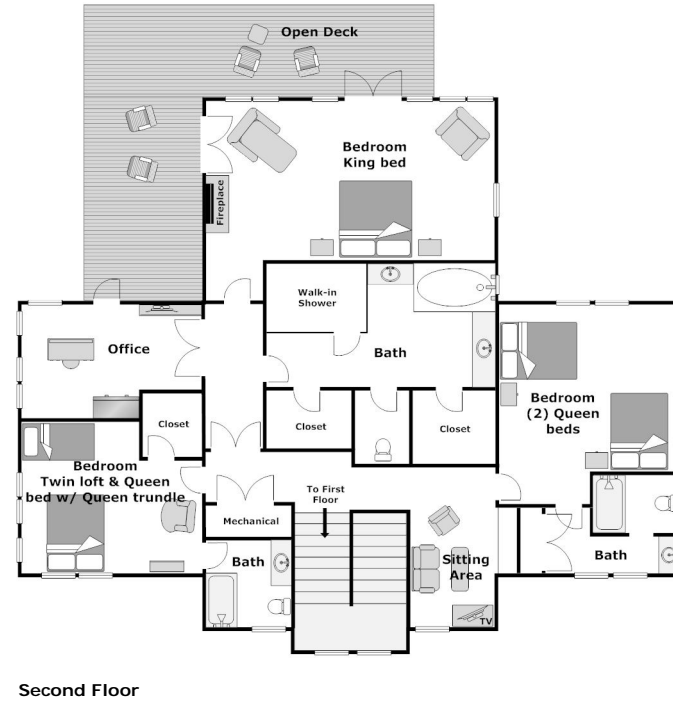 Open Deck
Bedroom
King bed
Fireplace
Walk-in
Shower
Bath
Office
Closet
Closet
Closet
Bedroom
(2) Queen
beds
Bedroom
Twin loft & Queen
bed w/ Queen trundle
To First
Floor
Mechanical
Bath
Sitting
Area
TV
Bath
Second Floor